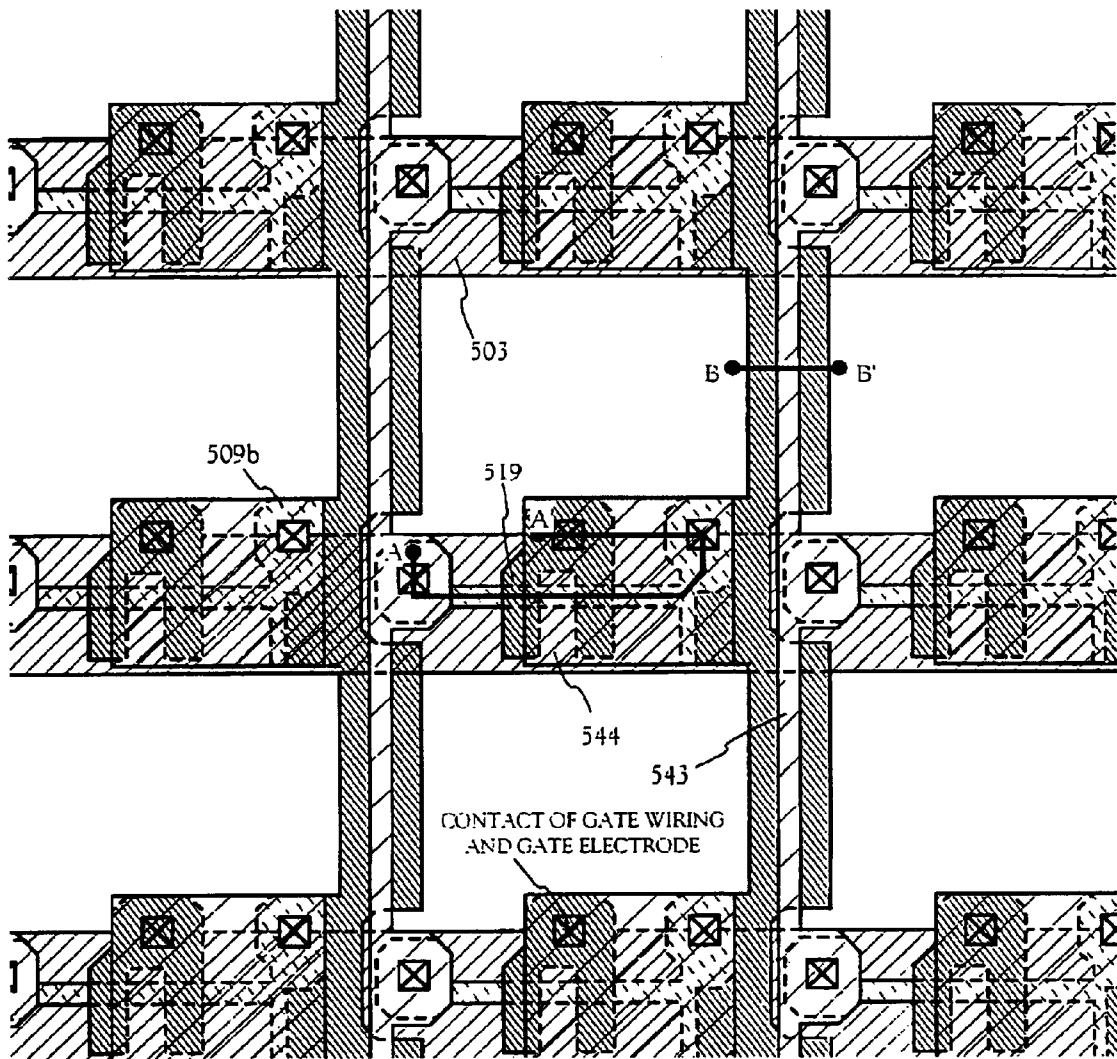 503
B B'
509b
519
A
A'
544
543
CONTACT OF GATE WIRING
AND GATE ELECTRODE